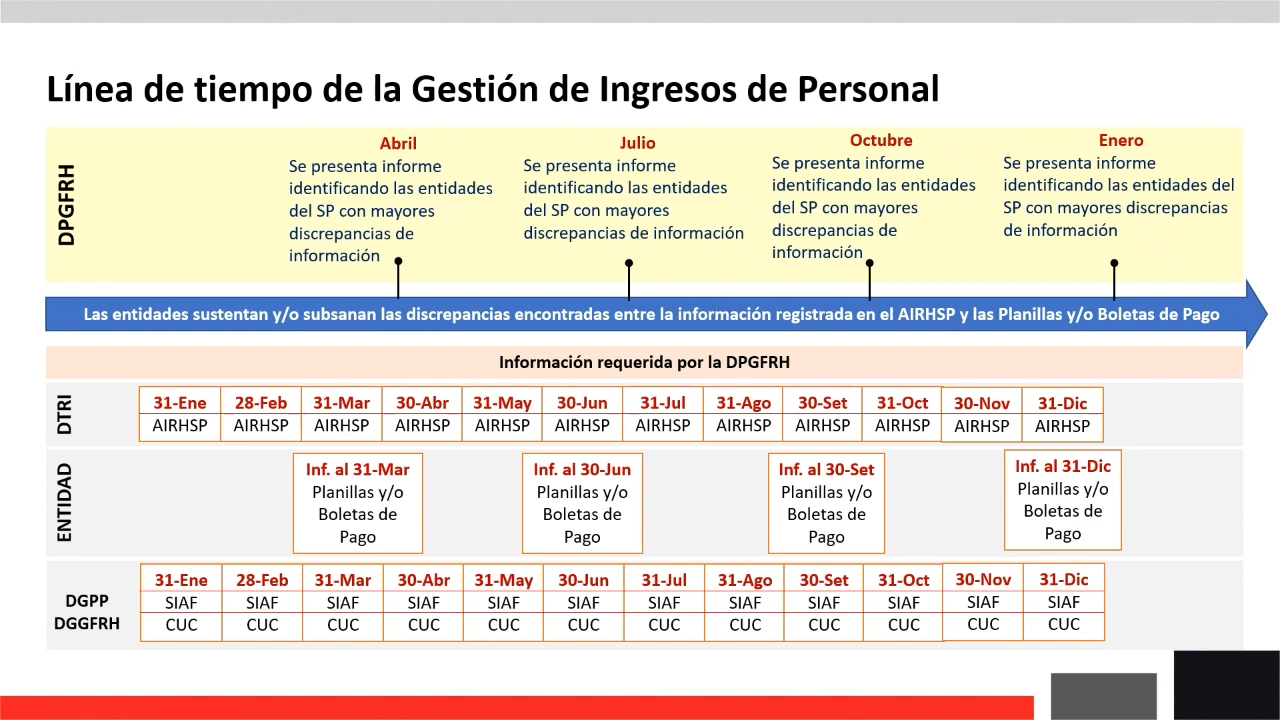 Línea de tiempo de la Gestión de Ingresos de Personal
DPGFRH
Abril
Se presenta informe
identificando las entidades
del SP con mayores
discrepancias de
información
Julio
Se presenta informe
identificando las entidades
del SP con mayores
discrepancias de información
Octubre
Se presenta informe
identificando las entidades
del SP con mayores
discrepancias de
información
Enero
Se presenta informe
identificando las entidades del
SP con mayores discrepancias
de información
Las entidades sustentan y/o subsanan las discrepancias encontradas entre la información registrada en el AIRHSP y las Planillas y/o Boletas de Pago
Información requerida por la DPGFRH
DTRI
31-Ene 28-Feb 31-Mar 30-Abr 31-May 30-Jun 31-Jul 31-Ago 30-Set 31-Oct 30-Nov 31-Dic
AIRHSP AIRHSP AIRHSP AIRHSP AIRHSP AIRHSP AIRHSP AIRHSP AIRHSP AIRHSP AIRHSP AIRHSP
ENTIDAD
Inf. al 31-Mar
Planillas y/o
Boletas de
Pago
Inf. al 30-Jun
Planillas y/o
Boletas de
Pago
Inf. al 30-Set
Planillas y/o
Boletas de
Pago
Inf. al 31-Dic
Planillas y/o
Boletas de
Pago
DGPP
DGGFRH
31-Ene 28-Feb 31-Mar 30-Abr 31-May 30-Jun 31-Jul 31-Ago 30-Set 31-Oct 30-Nov 31-Dic
SIAF SIAF SIAF SIAF SIAF SIAF SIAF SIAF SIAF SIAF SIAF SIAF
CUC CUC CUC CUC CUC CUC CUC CUC CUC CUC CUC CUC